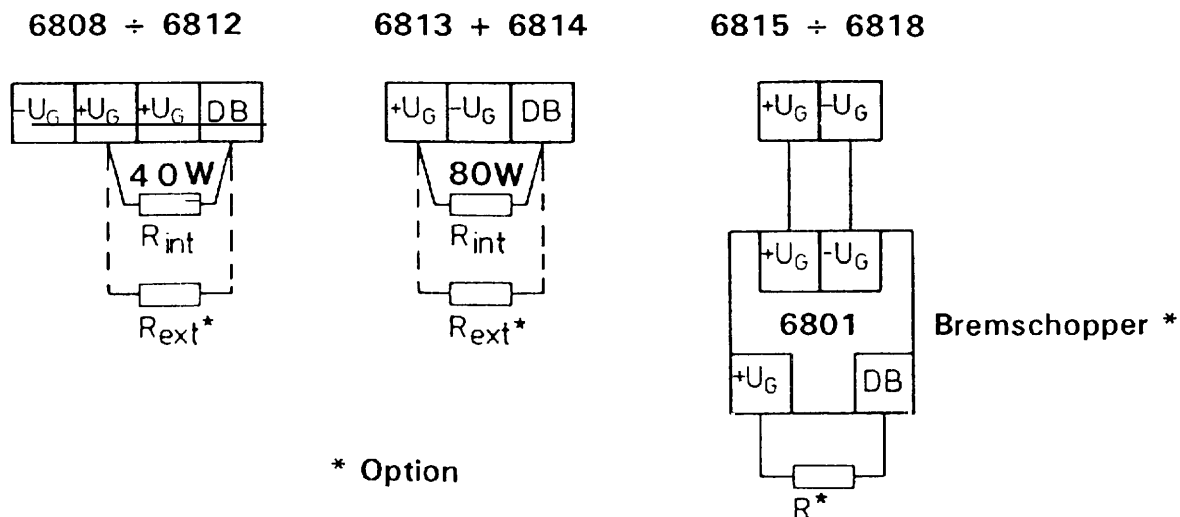 6808 ÷ 6812
6813 + 6814
6815 ÷ 6818
-UG +UG +UG DB
+UG -UG DB
+UG -UG
40W
80W
Rint
Rint
+UG -UG
Rext*
Rext*
6801
Bremschopper *
+UG DB
* Option
R*